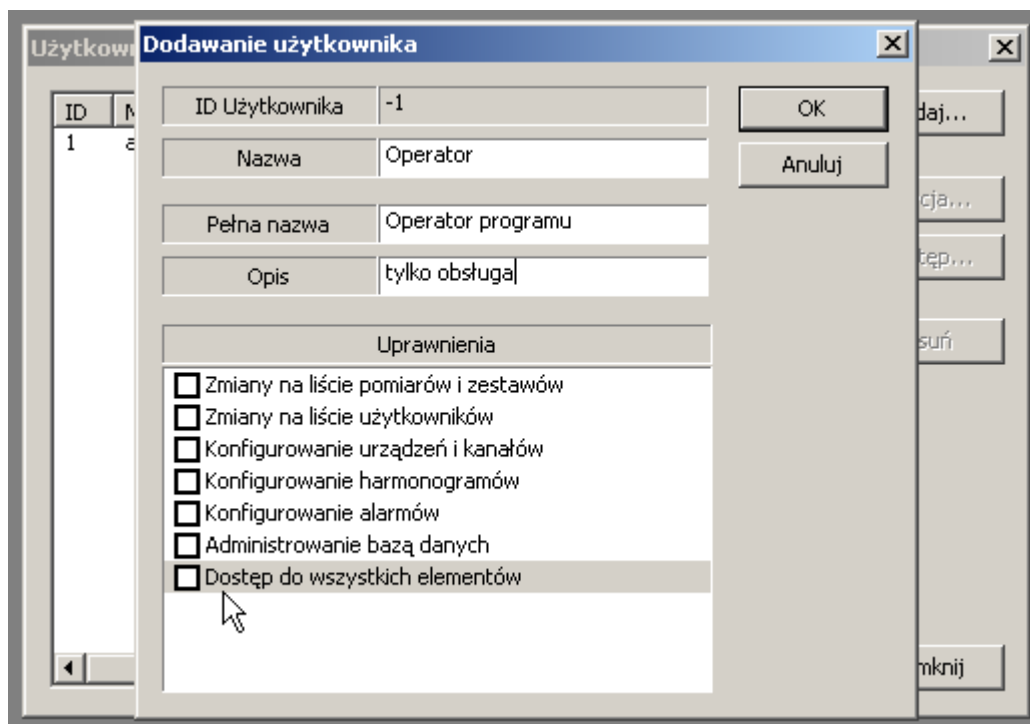 Dodawanie użytkownika
ID
1
ID Użytkownika -1
Nazwa Operator
Pełna nazwa Operator programu
Opis tylko obsługa
OK
Anuluj
Uprawnienia
Zmiany na liście pomiarów i zestawów
Zmiany na liście użytkowników
Konfigurowanie urządzeń i kanałów
Konfigurowanie harmonogramów
Konfigurowanie alarmów
Administrowanie bazą danych
Dostęp do wszystkich elementów